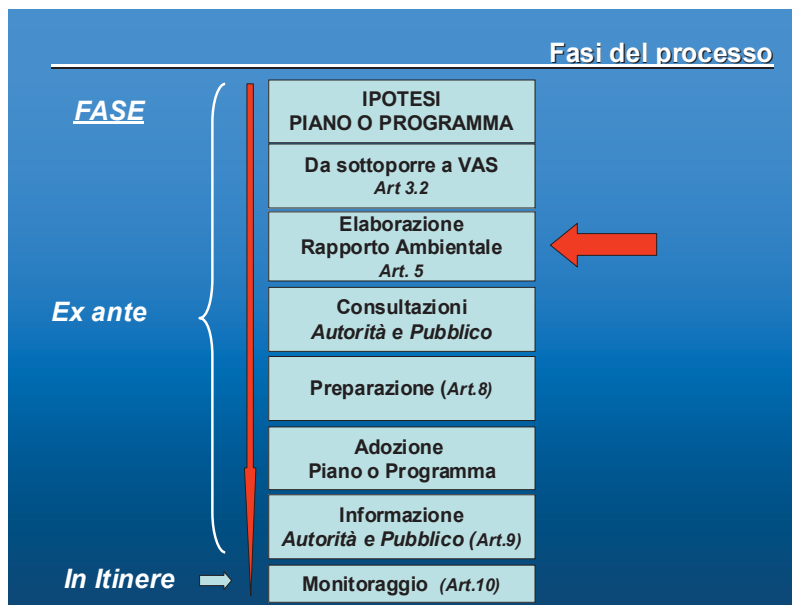 Fasi del processo
FASE
IPOTESI
PIANO O PROGRAMMA
Da sottoporre a VAS
Art 3.2
Elaborazione
Rapporto Ambientale
Art. 5
Ex ante
Consultazioni
Autorità e Pubblico
Preparazione (Art.8)
Adozione
Piano o Programma
Informazione
Autorità e Pubblico (Art.9)
In Itinere
Monitoraggio (Art.10)